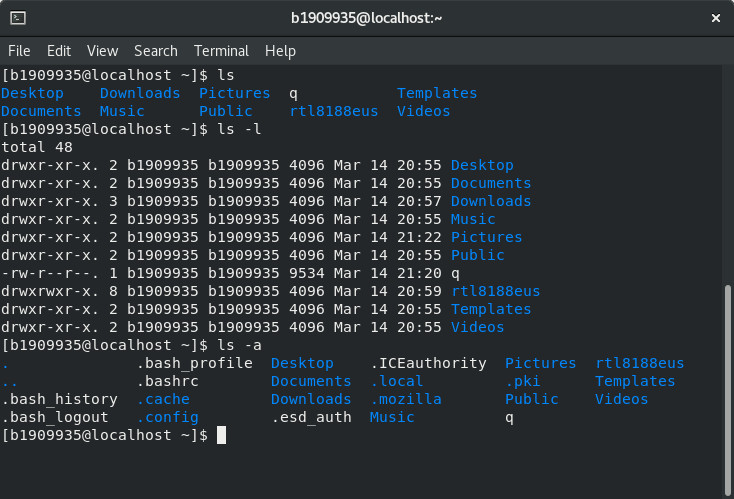 b1909935@localhost:~
File Edit View Search Terminal Help
[b1909935@localhost ~]$ ls
Desktop Downloads Pictures q Templates
Documents Music Public rtl8188eus Videos
[b1909935@localhost ~]$ ls -l
total 48
drwxr-xr-x. 2 b1909935 b1909935 4096 Mar 14 20:55 Desktop
drwxr-xr-x. 2 b1909935 b1909935 4096 Mar 14 20:55 Documents
drwxr-xr-x. 3 b1909935 b1909935 4096 Mar 14 20:57 Downloads
drwxr-xr-x. 2 b1909935 b1909935 4096 Mar 14 20:55 Music
drwxr-xr-x. 2 b1909935 b1909935 4096 Mar 14 21:22 Pictures
drwxr-xr-x. 2 b1909935 b1909935 4096 Mar 14 20:55 Public
-rw-r--r--. 1 b1909935 b1909935 9534 Mar 14 21:20 q
drwxrwxr-x. 8 b1909935 b1909935 4096 Mar 14 20:59 rtl8188eus
drwxr-xr-x. 2 b1909935 b1909935 4096 Mar 14 20:55 Templates
drwxr-xr-x. 2 b1909935 b1909935 4096 Mar 14 20:55 Videos
[b1909935@localhost ~]$ ls -a
. .bash_profile Desktop .ICEauthority Pictures rtl8188eus
.. .bashrc Documents .local .pki Templates
.bash_history .cache Downloads .mozilla Public Videos
.bash_logout .config .esd_auth Music q
[b1909935@localhost ~]$